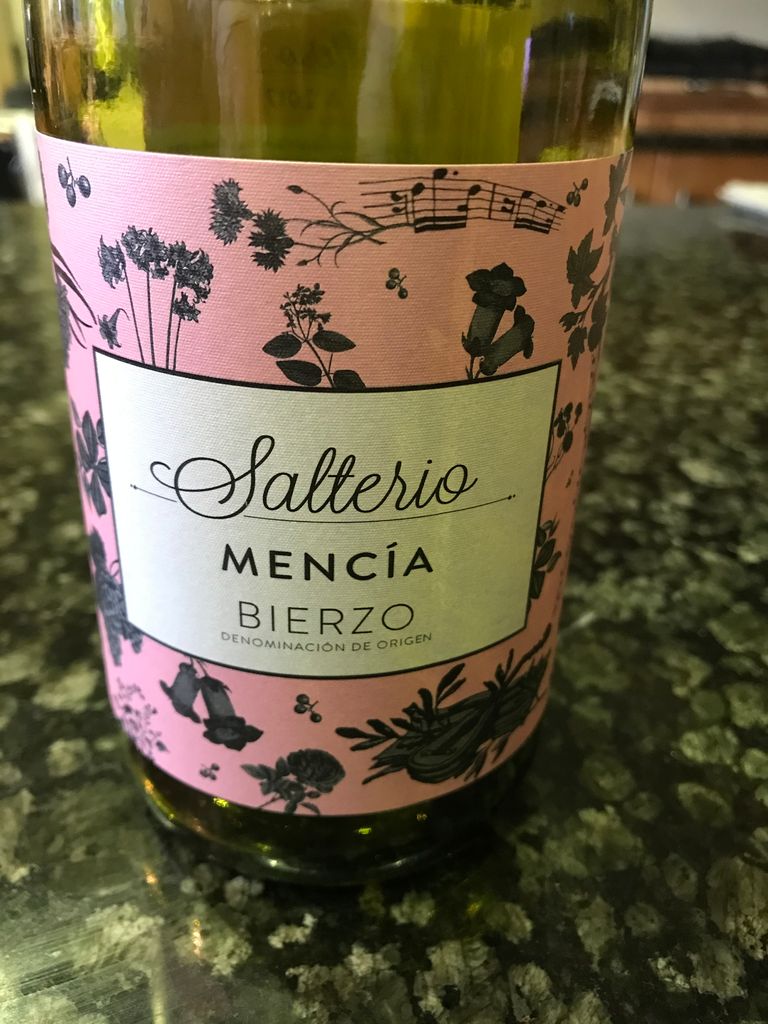 Salterio
MENCÍA
BIERZO
DENOMINACIÓN DE ORIGEN